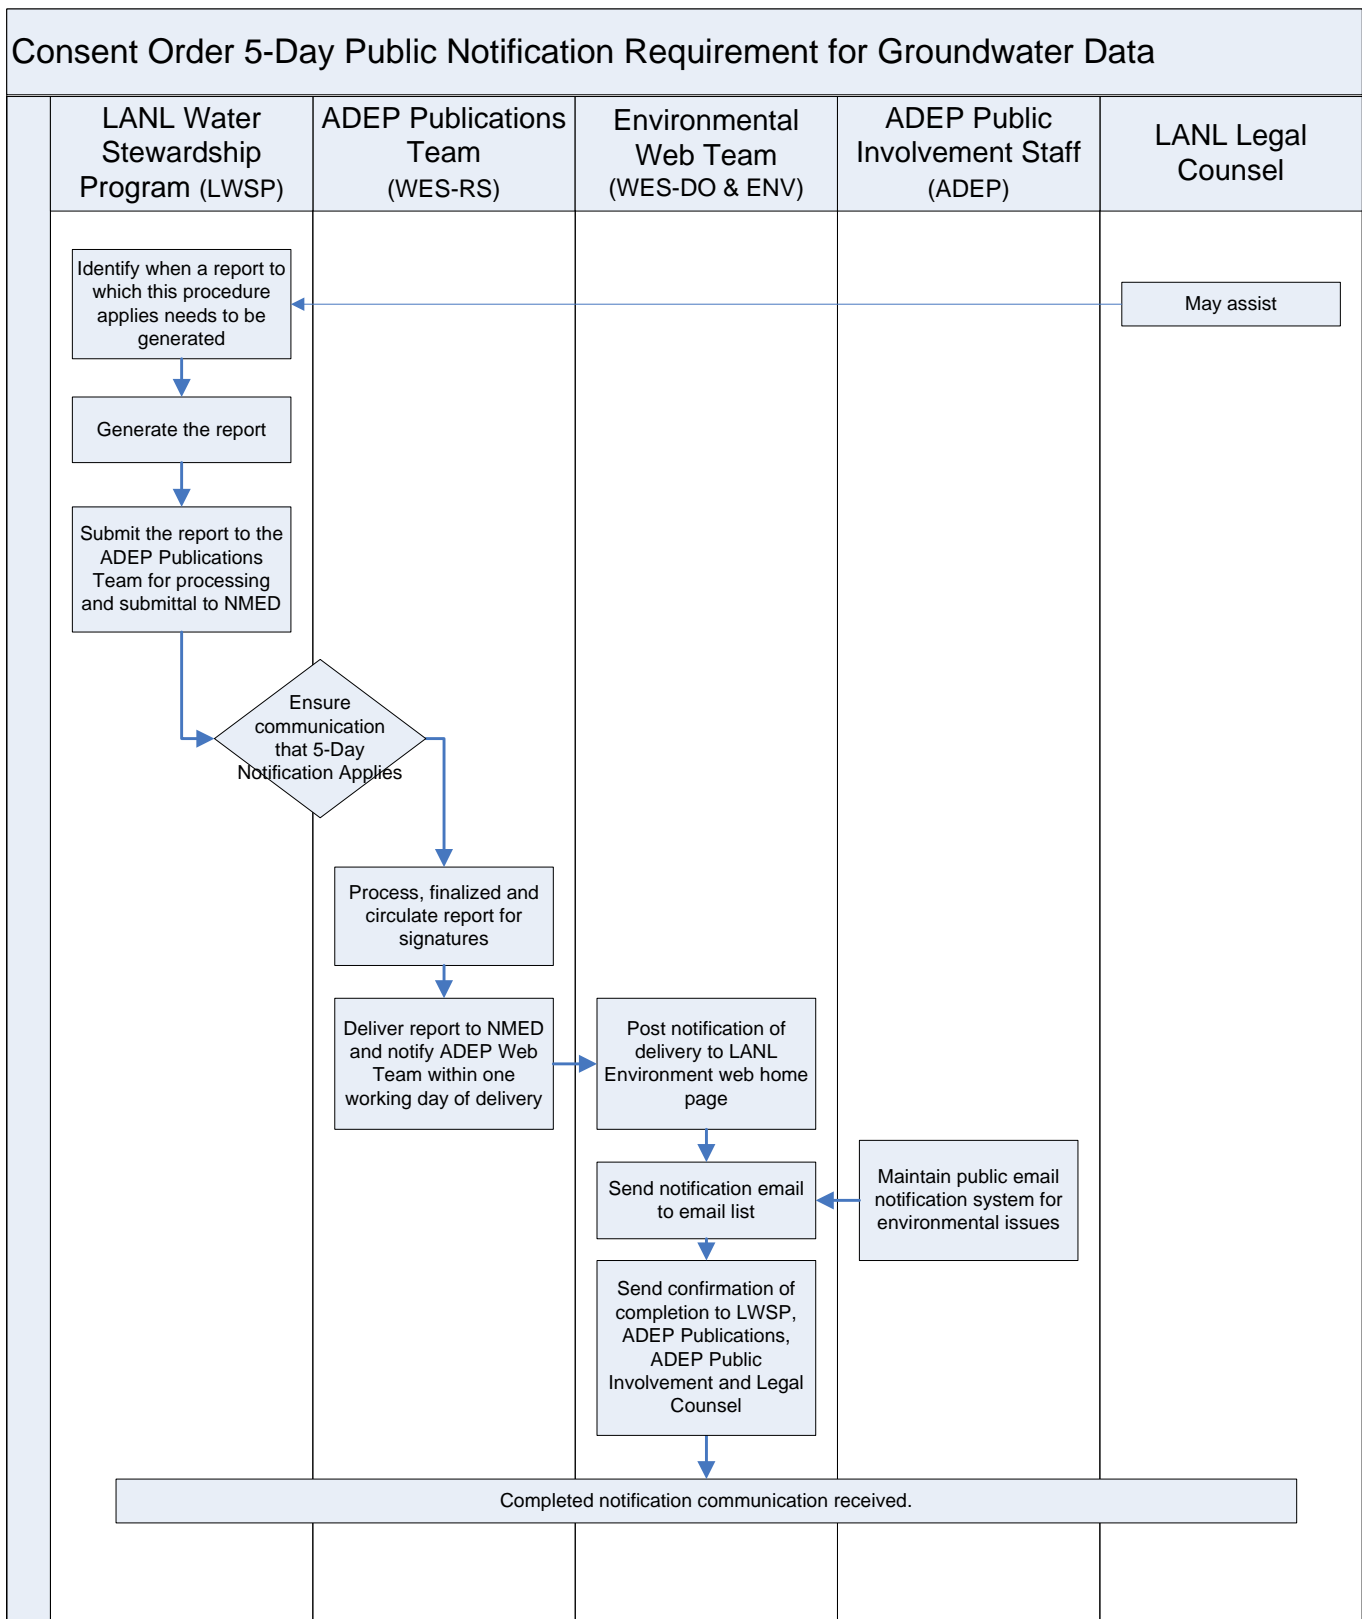 Consent Order 5-Day Public Notification Requirement for Groundwater Data
LANL Water
Stewardship
Program (LWSP)
ADEP Publications
Team
(WES-RS)
Environmental
Web Team
(WES-DO & ENV)
ADEP Public
Involvement Staff
(ADEP)
LANL Legal
Counsel
Identify when a report to
which this procedure
applies needs to be
generated
May assist
Generate the report
Submit the report to the
ADEP Publications
Team for processing
and submittal to NMED
Ensure
communication
that 5-Day
Notification Applies
Process, finalized and
circulate report for
signatures
Deliver report to NMED
and notify ADEP Web
Team within one
working day of delivery
Post notification of
delivery to LANL
Environment web home
page
Send notification email
to email list
Maintain public email
notification system for
environmental issues
Send confirmation of
completion to LWSP,
ADEP Publications,
ADEP Public
Involvement and Legal
Counsel
Completed notification communication received.